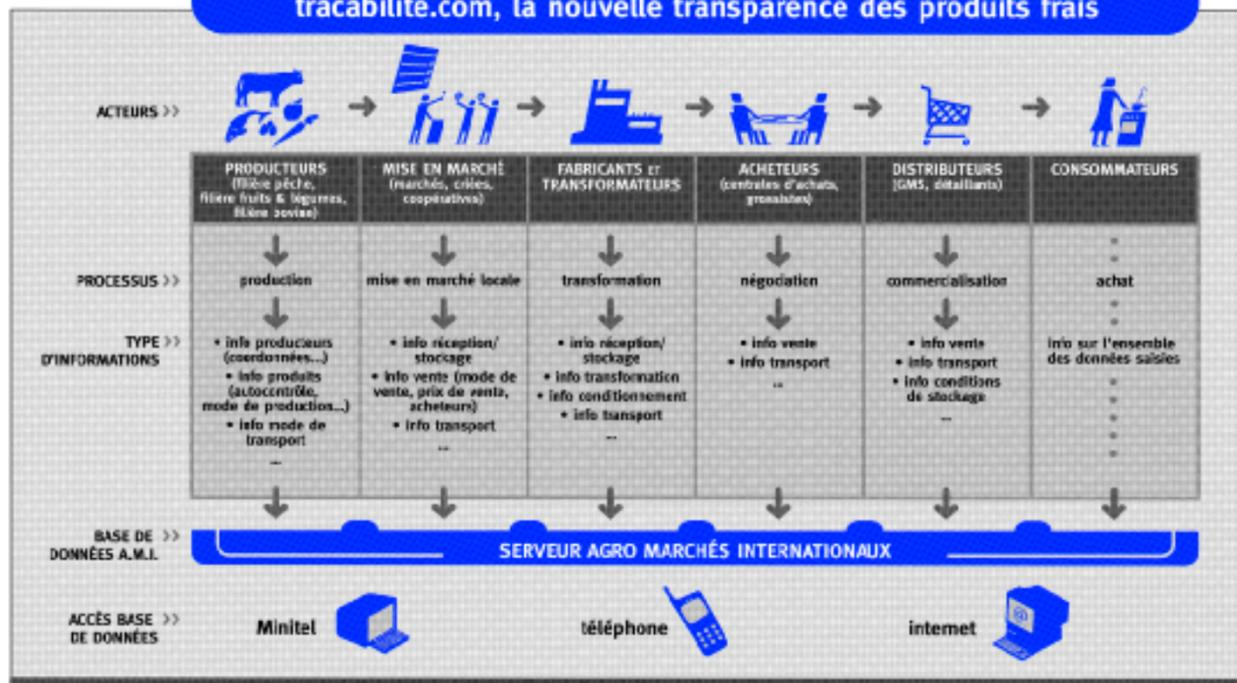 tracabilite.com, la nouvelle transparence des produits frais
ACTEURS >>
PRODUCTEURS
(filière pêche,
filière fruits & légumes,
filière bovine)
MISE EN MARCHÉ
(marchés, criées,
coopératives)
FABRICANTS ET
TRANSFORMATEURS
ACHETEURS
(centrales d'achats,
grossistes)
DISTRIBUTEURS
(GMS, détaillants)
CONSOMMATEURS
PROCESSUS >>
production
mise en marché locale
transformation
négociation
commercialisation
achat
TYPE >>
D'INFORMATIONS
• info producteurs
(coordonnées...)
• info produits
(autocontrôle,
mode de production...)
• info mode de
transport
...
• info réception/
stockage
• info vente (mode de
vente, prix de vente,
acheteurs)
• info transport
...
• info réception/
stockage
• info transformation
• info conditionnement
• info transport
...
• info vente
• info transport
...
• info vente
• info transport
• info conditions
de stockage
...
info sur l'ensemble
des données saisies
BASE DE >>
DONNÉES A.M.I.
SERVEUR AGRO MARCHÉS INTERNATIONAUX
ACCÈS BASE >>
DE DONNÉES
Minitel
téléphone
internet
@